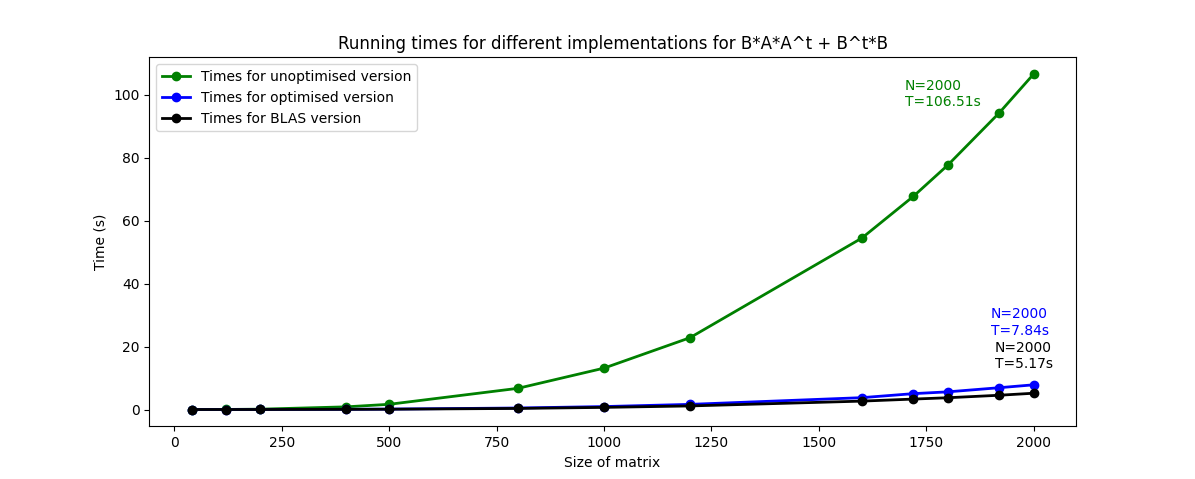 Running times for different implementations for B*A*A^t + B^t*B
Times for unoptimised version
Times for optimised version
Times for BLAS version
N=2000
T=106.51s
N=2000
T=7.84s
N=2000
T=5.17s
Time (s)
100
80
60
40
20
0
0 250 500 750 1000 1250 1500 1750 2000
Size of matrix